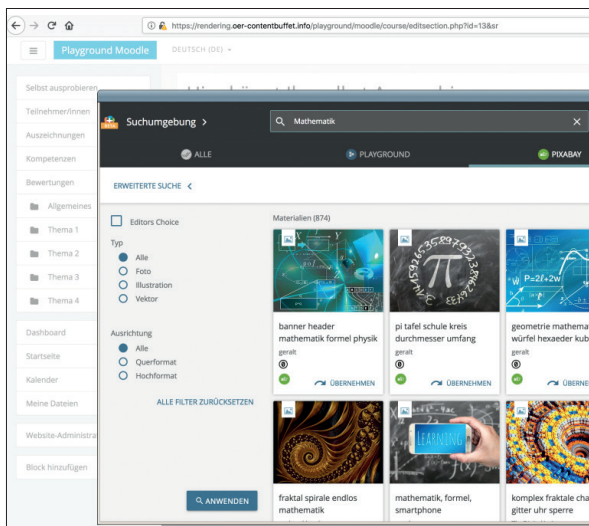 https://rendering.oer-contentbuffet.info/playground/moodle/course/editsection.php?id=13&sr
Playground Moodle
DEUTSCH (DE)
Selbst ausprobieren
Teilnehmer/innen
Auszeichnungen
Kompetenzen
Bewertungen
Allgemeines
Thema 1
Thema 2
Thema 3
Thema 4
Dashboard
Startseite
Kalender
Meine Dateien
Website-Administra
Block hinzufügen
BETA
Suchumgebung >
Mathematik
ALLE
PLAYGROUND
PIXABAY
ERWEITERTE SUCHE
Editors Choice
Typ
Alle
Foto
Illustration
Vektor
Ausrichtung
Alle
Querformat
Hochformat
ALLE FILTER ZURÜCKSETZEN
ANWENDEN
Materialien (874)
banner header
mathematik formel physik
geralt
ÜBERNEHMEN
π
pi tafel schule kreis
durchmesser umfang
geralt
ÜBERNEHMEN
P=2ℓ+2w
geometrie mathema
würfel hexaeder kub
geralt
ÜBERNE
fraktal spirale endlos
mathematik
LEARNING
mathematik, formel,
smartphone
komplex fraktale cha
gitter uhr sperre